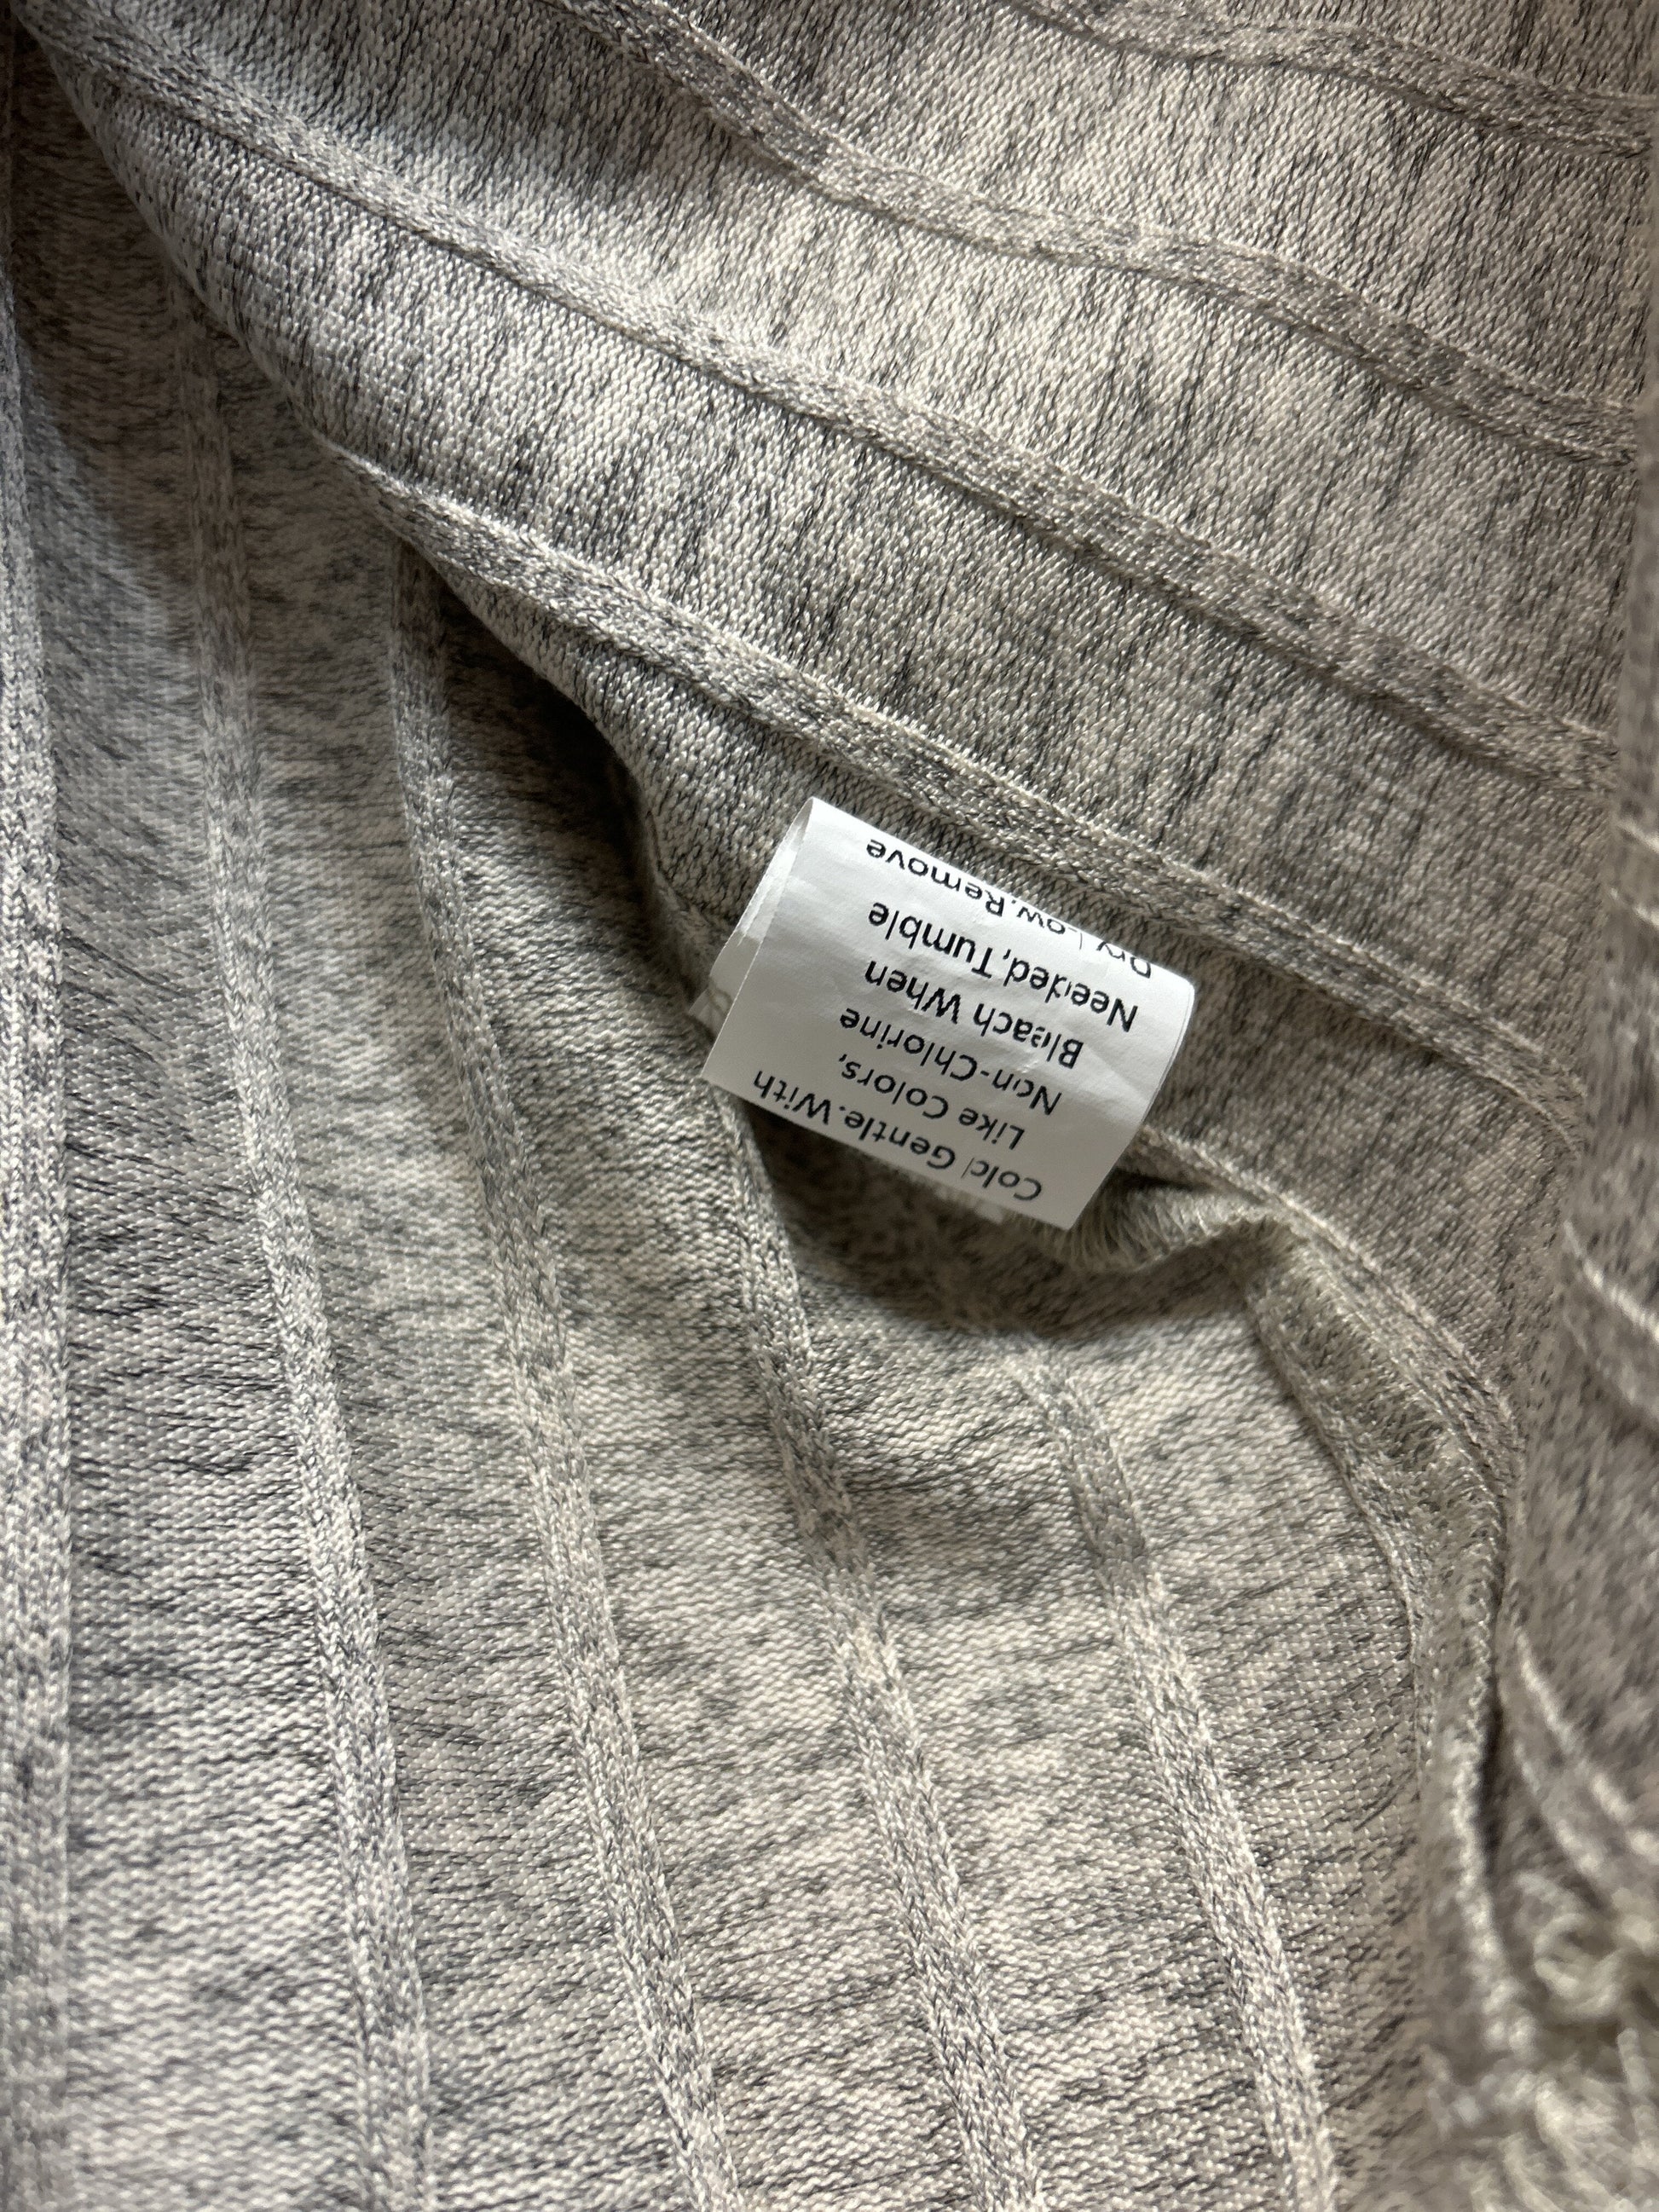 Cold Gentle.With
Like Colors,
Non-Chlorine
Bleach When
Needed,Tumble
Dry Low.Remove